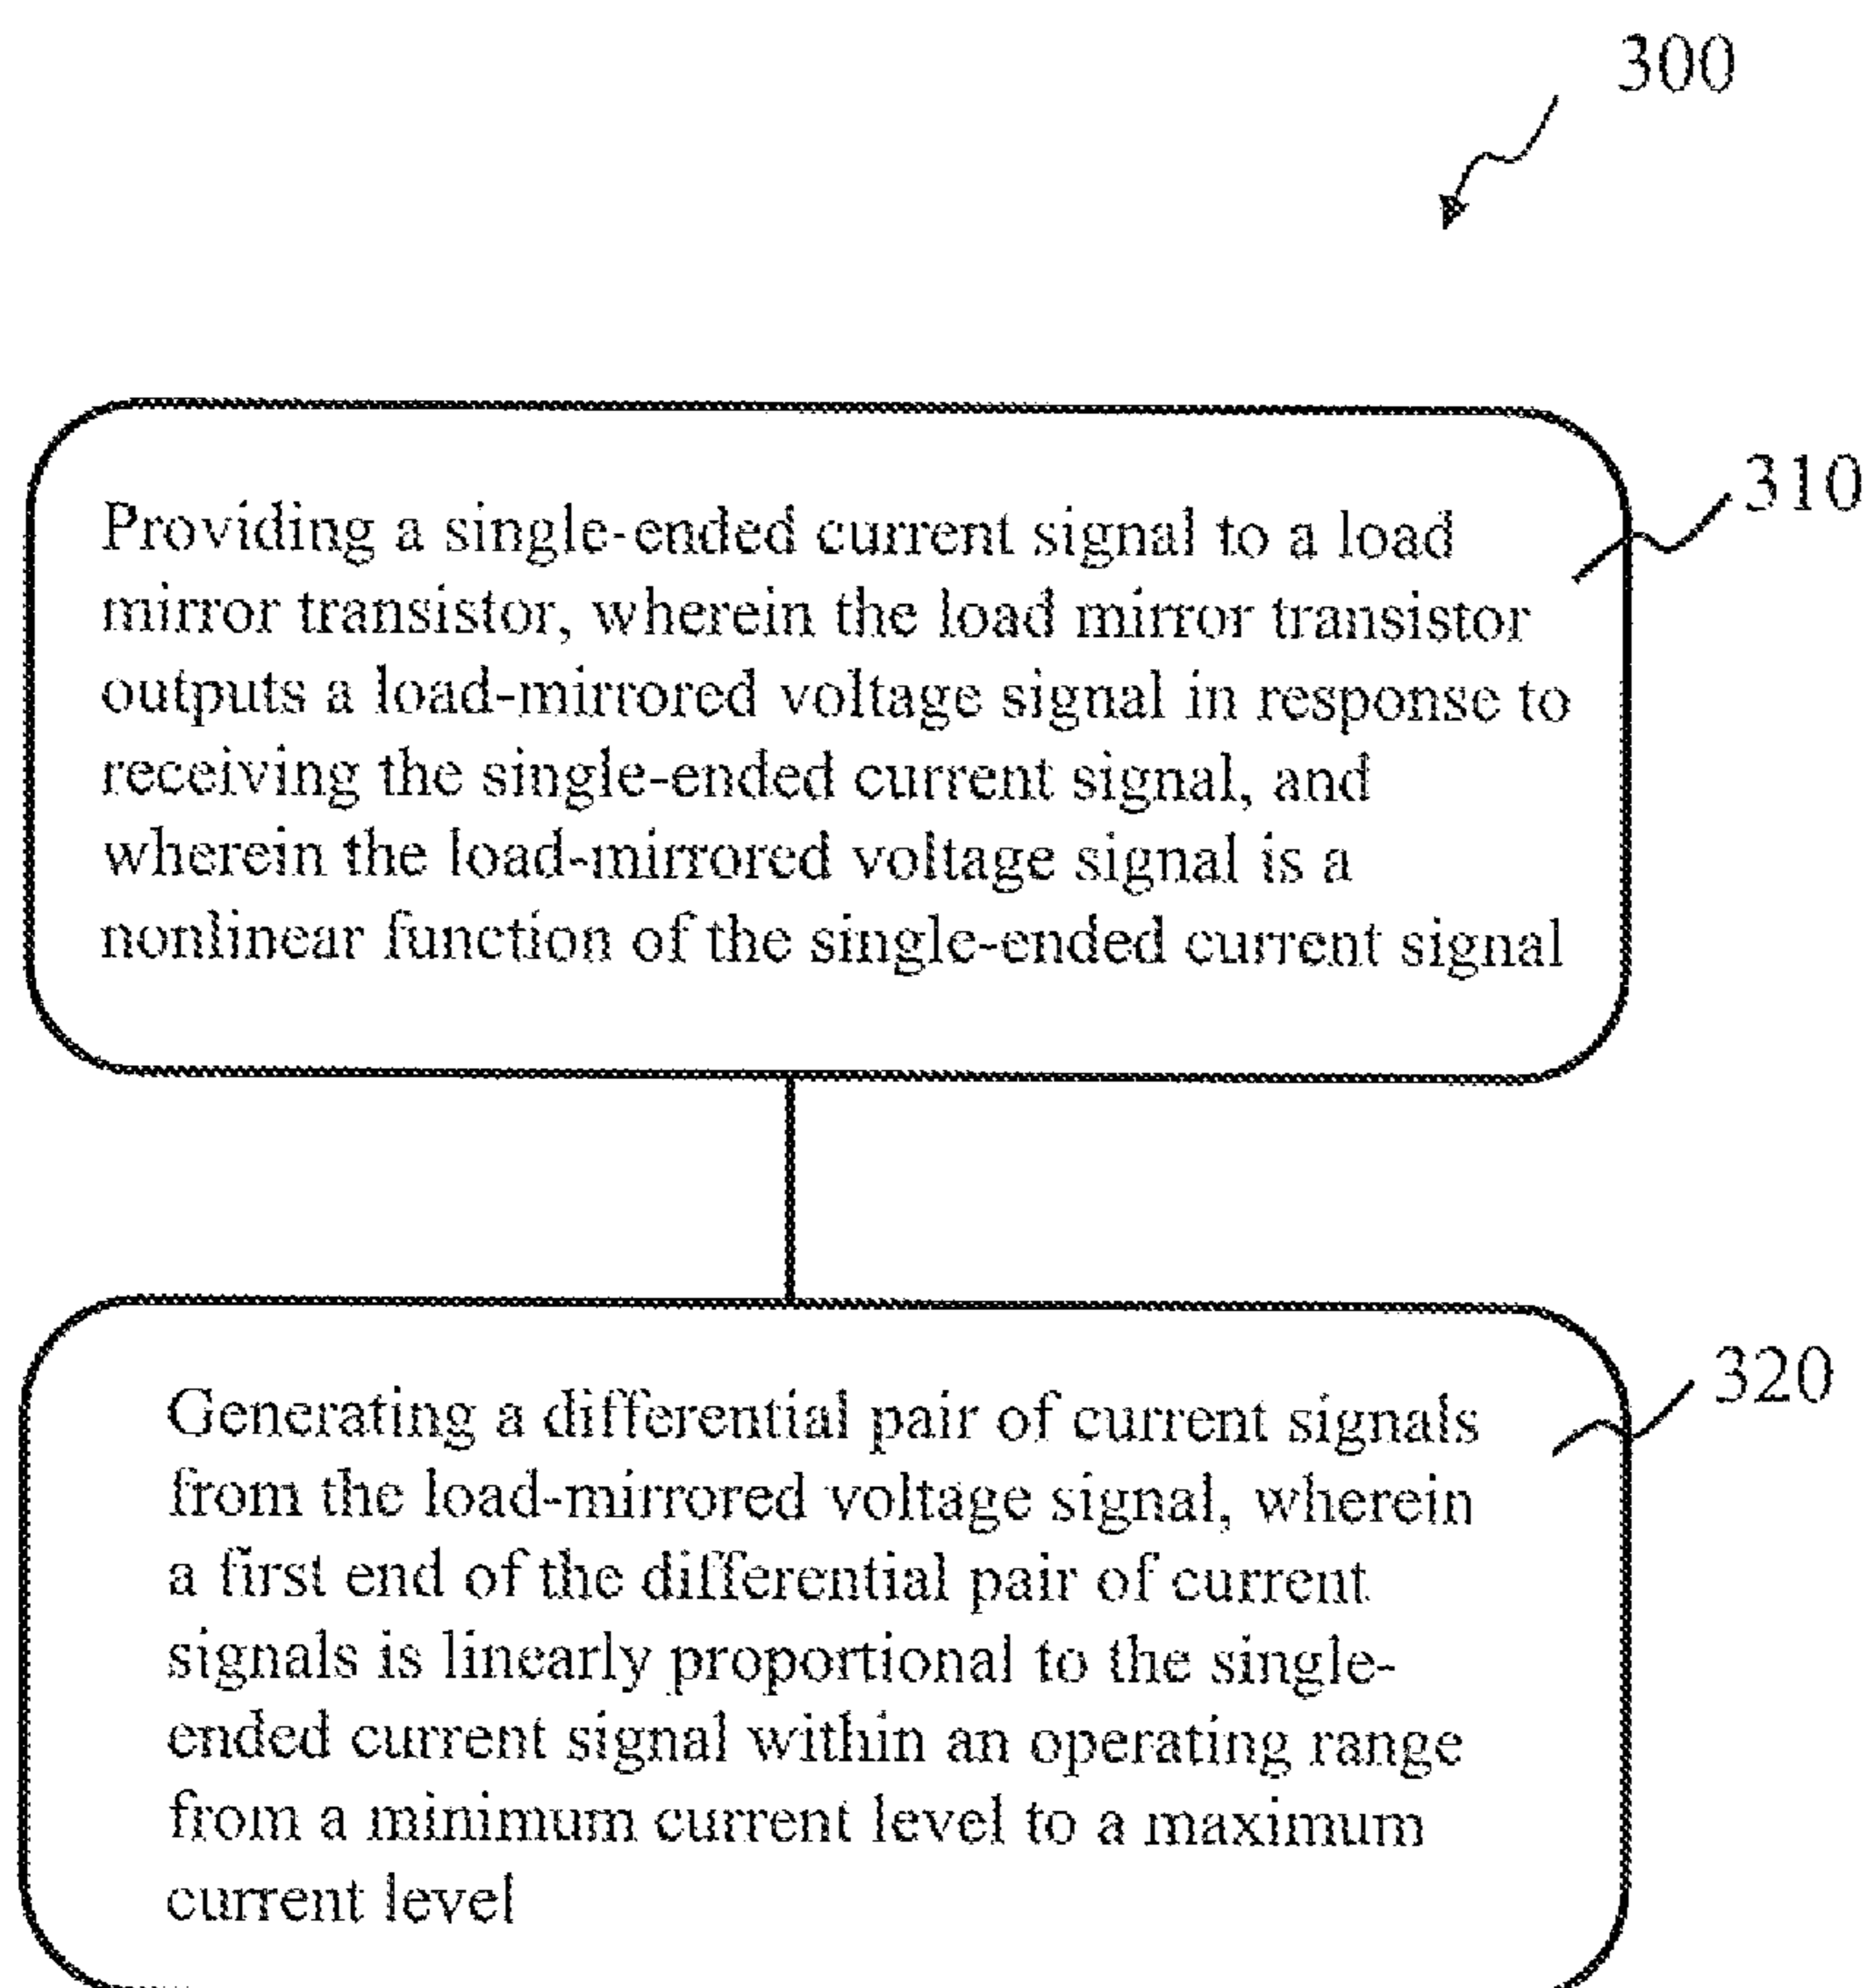 300
310
Providing a single-ended current signal to a load
mirror transistor, wherein the load mirror transistor
outputs a load-mirrored voltage signal in response to
receiving the single-ended current signal, and
wherein the load-mirrored voltage signal is a
nonlinear function of the single-ended current signal
320
Generating a differential pair of current signals
from the load-mirrored voltage signal, wherein
a first end of the differential pair of current
signals is linearly proportional to the single-
ended current signal within an operating range
from a minimum current level to a maximum
current level